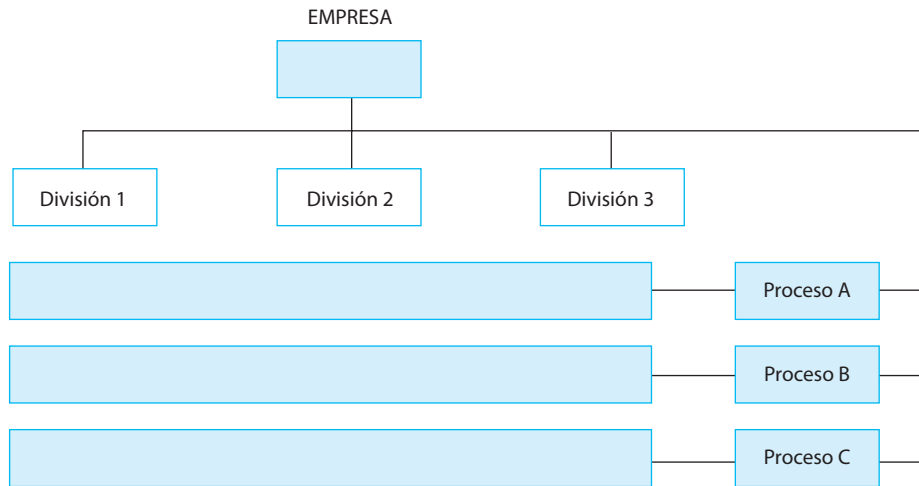 EMPRESA
División 1
División 2
División 3
Proceso A
Proceso B
Proceso C